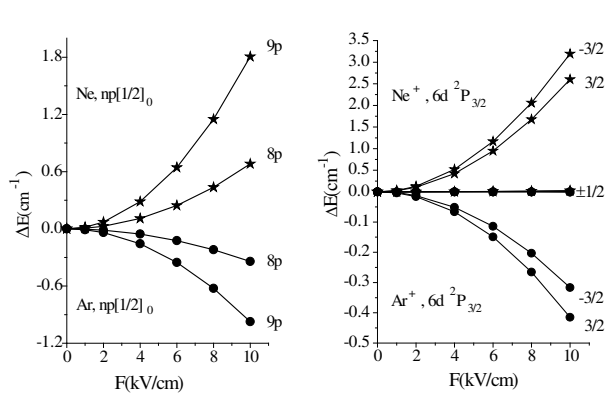 1.8
1.2
0.6
0.0
-0.6
-1.2
ΔE(cm⁻¹)
Ne, np[1/2]₀
9p
8p
8p
9p
Ar, np[1/2]₀
0 2 4 6 8 10
F(kV/cm)
3.5
3.0
2.5
2.0
1.5
1.0
0.5
0.0
-0.1
-0.2
-0.3
-0.4
-0.5
ΔE(cm⁻¹)
Ne⁺, 6d ²P₃/₂
-3/2
3/2
±1/2
-3/2
3/2
Ar⁺, 6d ²P₃/₂
0 2 4 6 8 10
F(kV/cm)